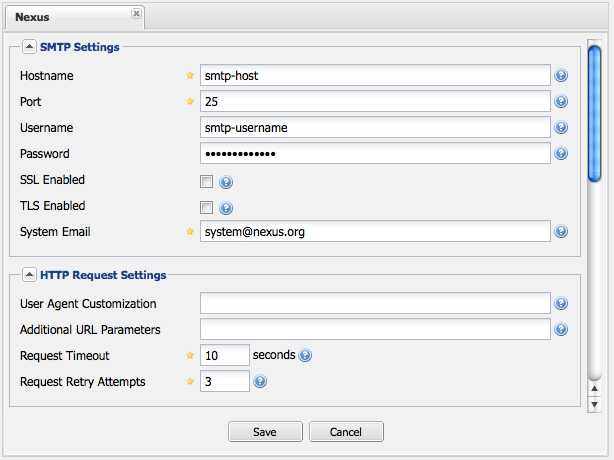 Nexus
SMTP Settings
Hostname smtp-host
Port 25
Username smtp-username
Password •••••••••••••
SSL Enabled
TLS Enabled
System Email system@nexus.org
HTTP Request Settings
User Agent Customization
Additional URL Parameters
Request Timeout 10 seconds
Request Retry Attempts 3
Save Cancel